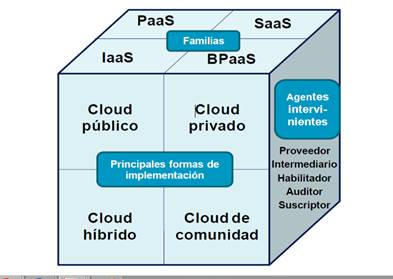 PaaS
SaaS
Familias
IaaS
BPaaS
Cloud
público
Cloud
privado
Principales formas de
implementación
Cloud
híbrido
Cloud de
comunidad
Agentes
intervi-
nientes
Proveedor
Intermediario
Habilitador
Auditor
Suscriptor